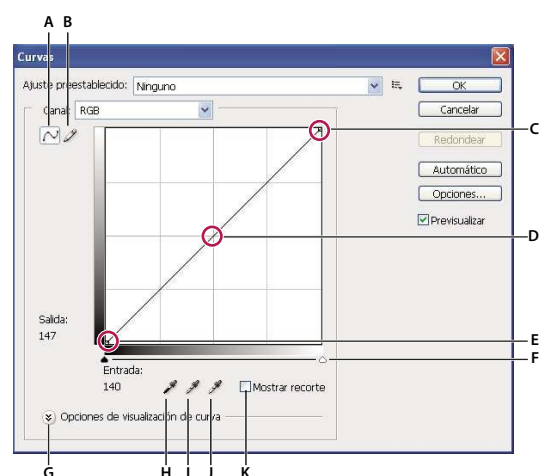 A B
Curvas
Ajuste preestablecido: Ninguno
OK
Canal: RGB
Cancelar
C
Redondear
Automático
Opciones...
Previsualizar
D
Salida:
147
E
F
Entrada:
140
Mostrar recorte
Opciones de visualización de curva
G H I J K